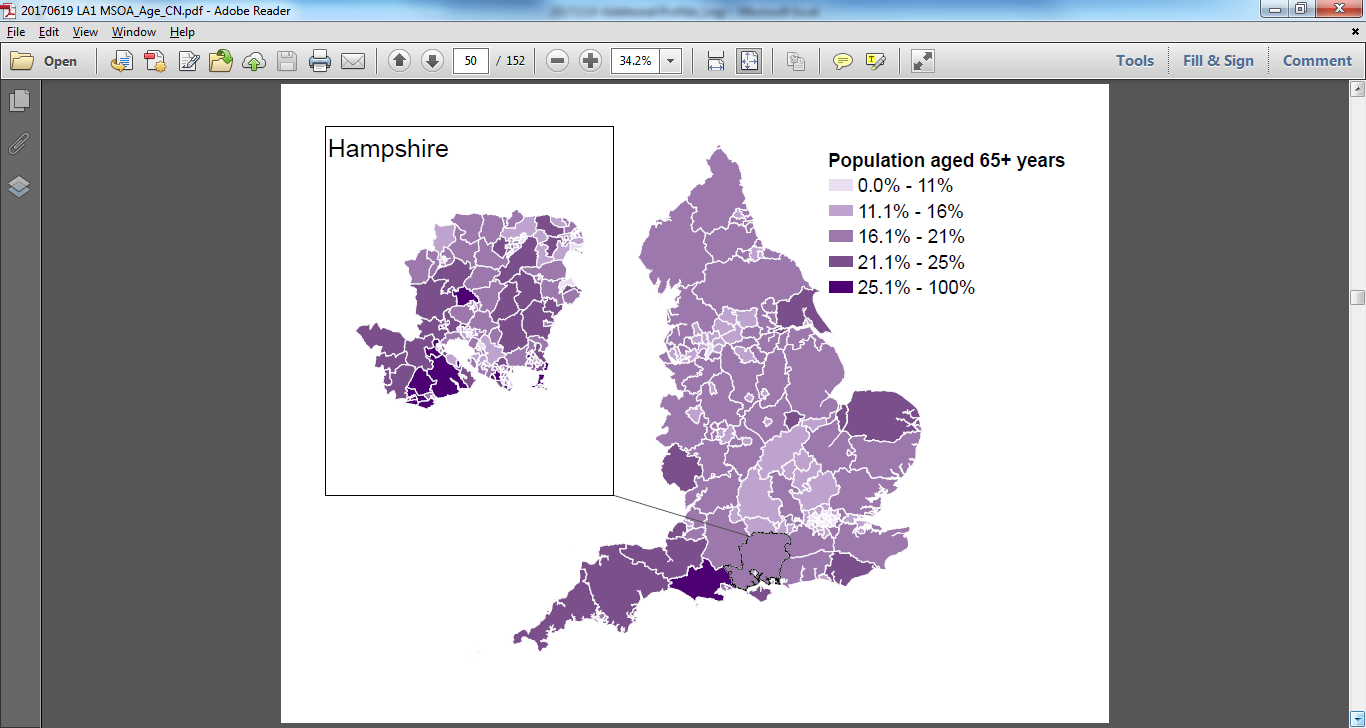 20170619 LA1 MSOA_Age_CN.pdf - Adobe Reader
File Edit View Window Help
Open 50 / 152 34.2% Tools Fill & Sign Comment
Hampshire
Population aged 65+ years
0.0% - 11%
11.1% - 16%
16.1% - 21%
21.1% - 25%
25.1% - 100%